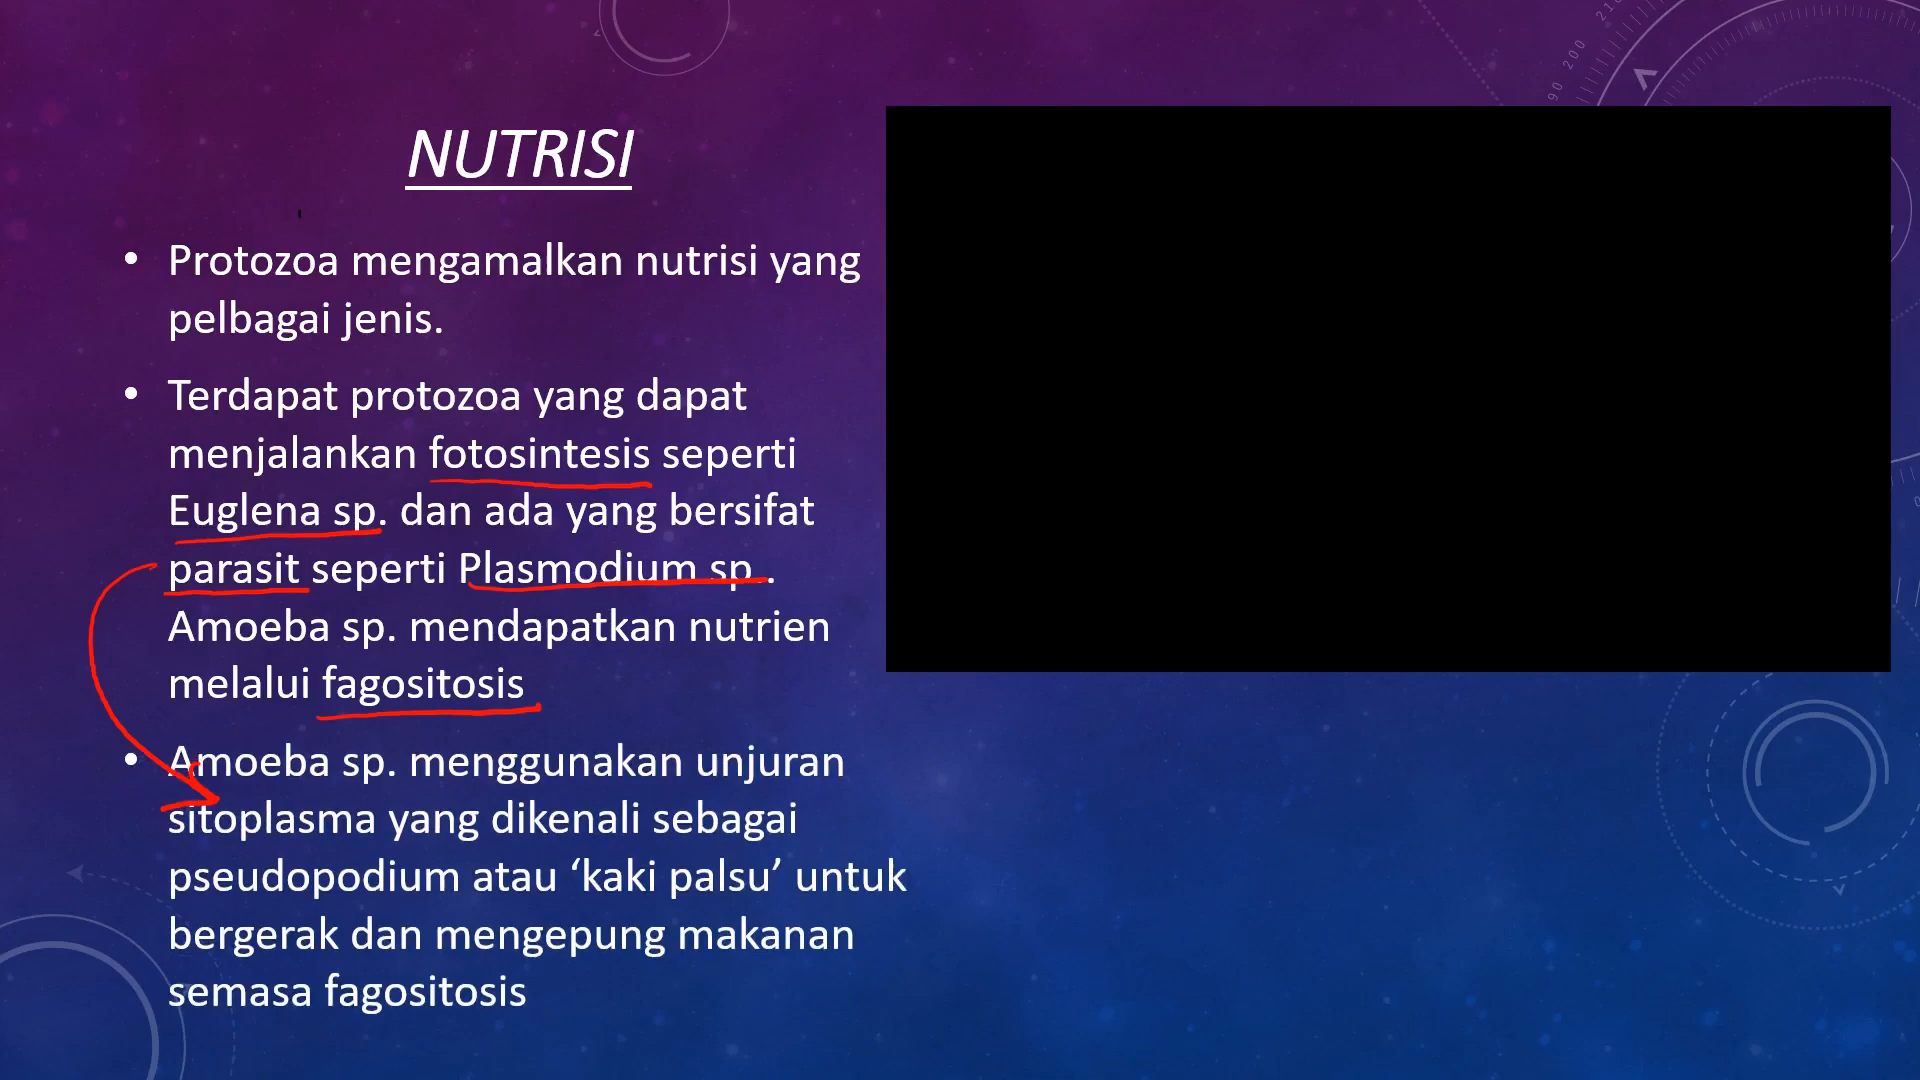 NUTRISI
• Protozoa mengamalkan nutrisi yang
pelbagai jenis.
• Terdapat protozoa yang dapat
menjalankan fotosintesis seperti
Euglena sp. dan ada yang bersifat
parasit seperti Plasmodium sp..
Amoeba sp. mendapatkan nutrien
melalui fagositosis
• Amoeba sp. menggunakan unjuran
sitoplasma yang dikenali sebagai
pseudopodium atau ‘kaki palsu’ untuk
bergerak dan mengepung makanan
semasa fagositosis
200